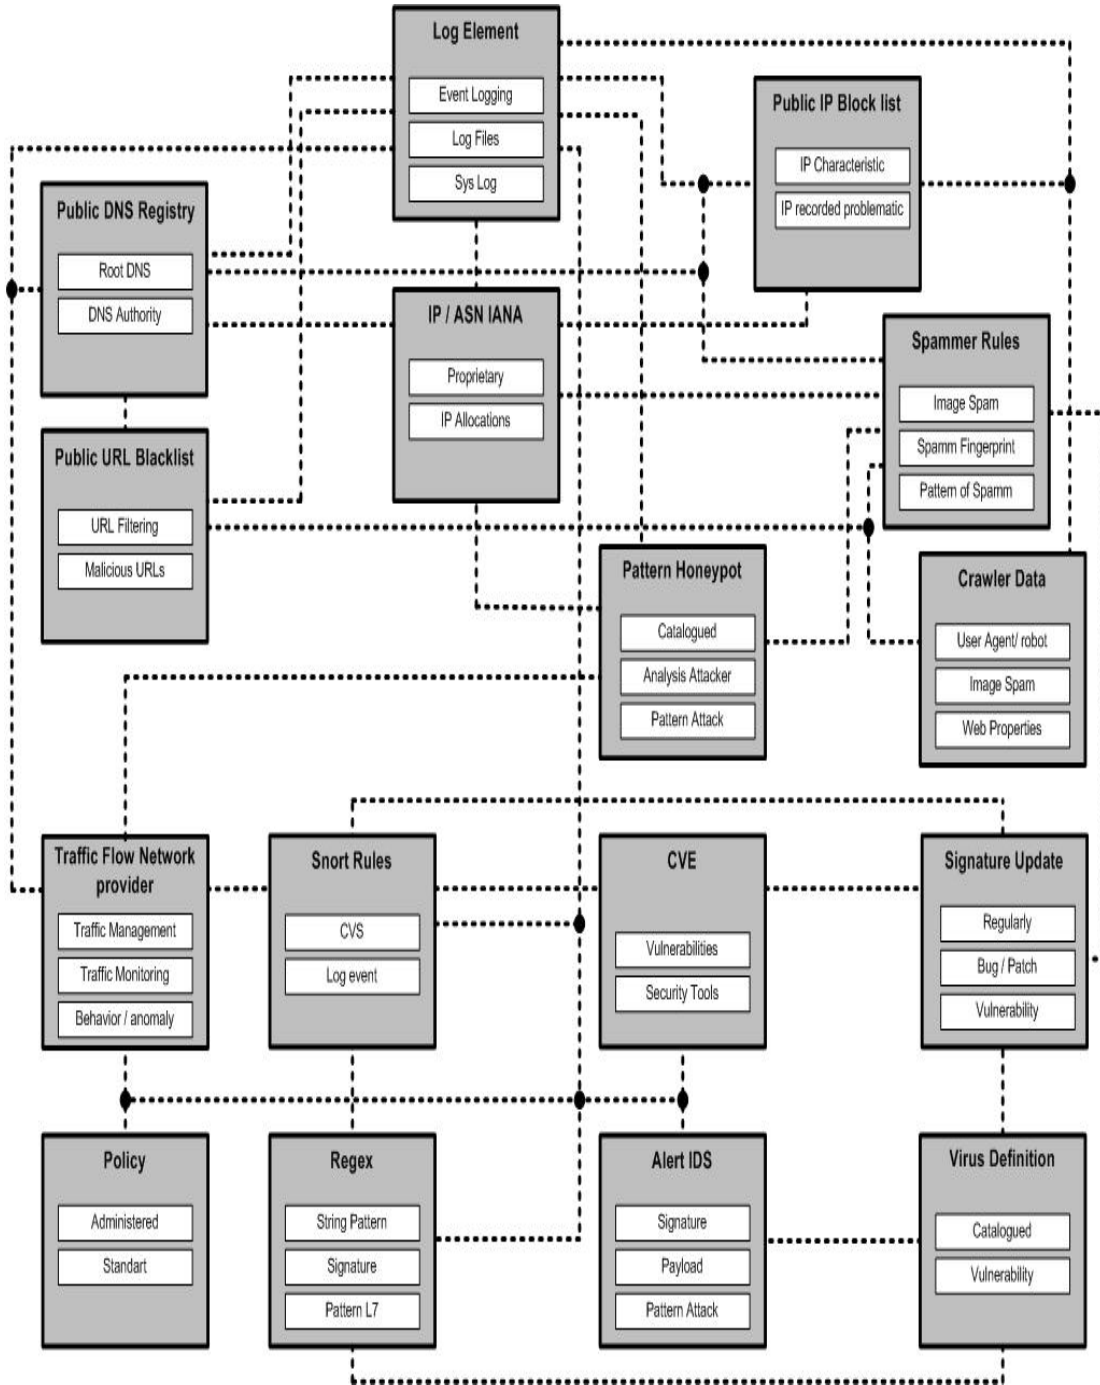 Log Element
Event Logging
Log Files
Sys Log
Public IP Block list
IP Characteristic
IP recorded problematic
Public DNS Registry
Root DNS
DNS Authority
IP / ASN IANA
Proprietary
IP Allocations
Spammer Rules
Image Spam
Spamm Fingerprint
Pattern of Spamm
Public URL Blacklist
URL Filtering
Malicious URLs
Pattern Honeypot
Catalogued
Analysis Attacker
Pattern Attack
Crawler Data
User Agent/ robot
Image Spam
Web Properties
Traffic Flow Network
provider
Traffic Management
Traffic Monitoring
Behavior / anomaly
Snort Rules
CVS
Log event
CVE
Vulnerabilities
Security Tools
Signature Update
Regularly
Bug / Patch
Vulnerability
Policy
Administered
Standart
Regex
String Pattern
Signature
Pattern L7
Alert IDS
Signature
Payload
Pattern Attack
Virus Definition
Catalogued
Vulnerability